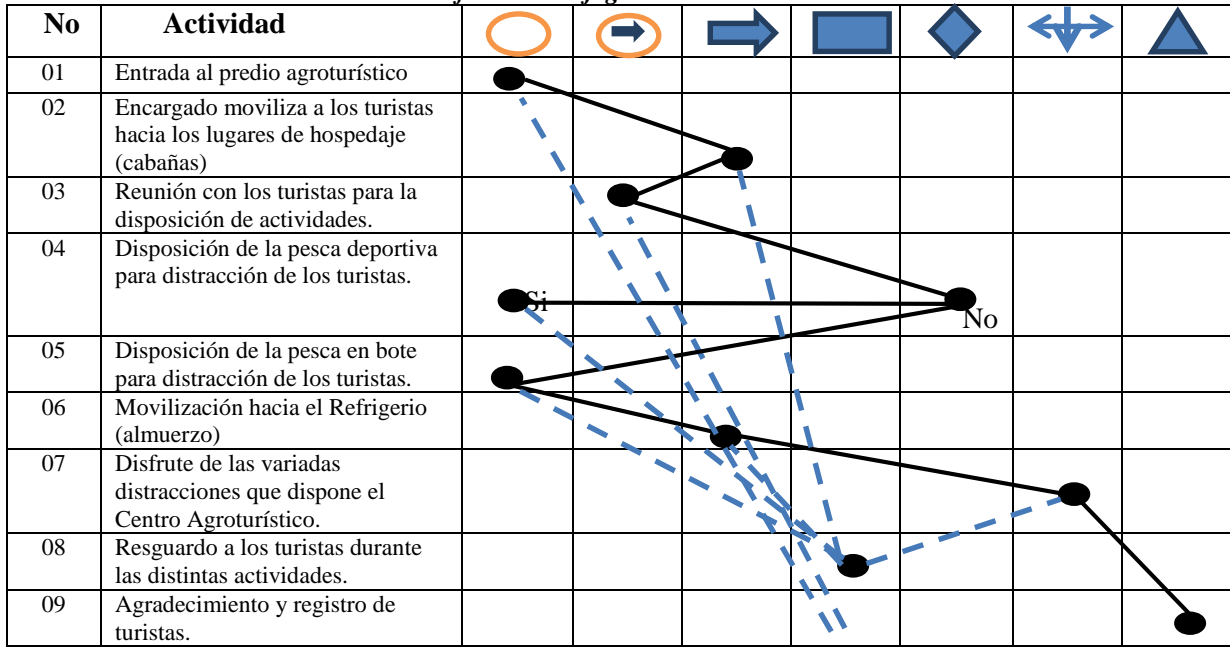 No Actividad
01 Entrada al predio agroturístico
02 Encargado moviliza a los turistas
hacia los lugares de hospedaje
(cabañas)
03 Reunión con los turistas para la
disposición de actividades.
04 Disposición de la pesca deportiva
para distracción de los turistas.
Si
No
05 Disposición de la pesca en bote
para distracción de los turistas.
06 Movilización hacia el Refrigerio
(almuerzo)
07 Disfrute de las variadas
distracciones que dispone el
Centro Agroturístico.
08 Resguardo a los turistas durante
las distintas actividades.
09 Agradecimiento y registro de
turistas.